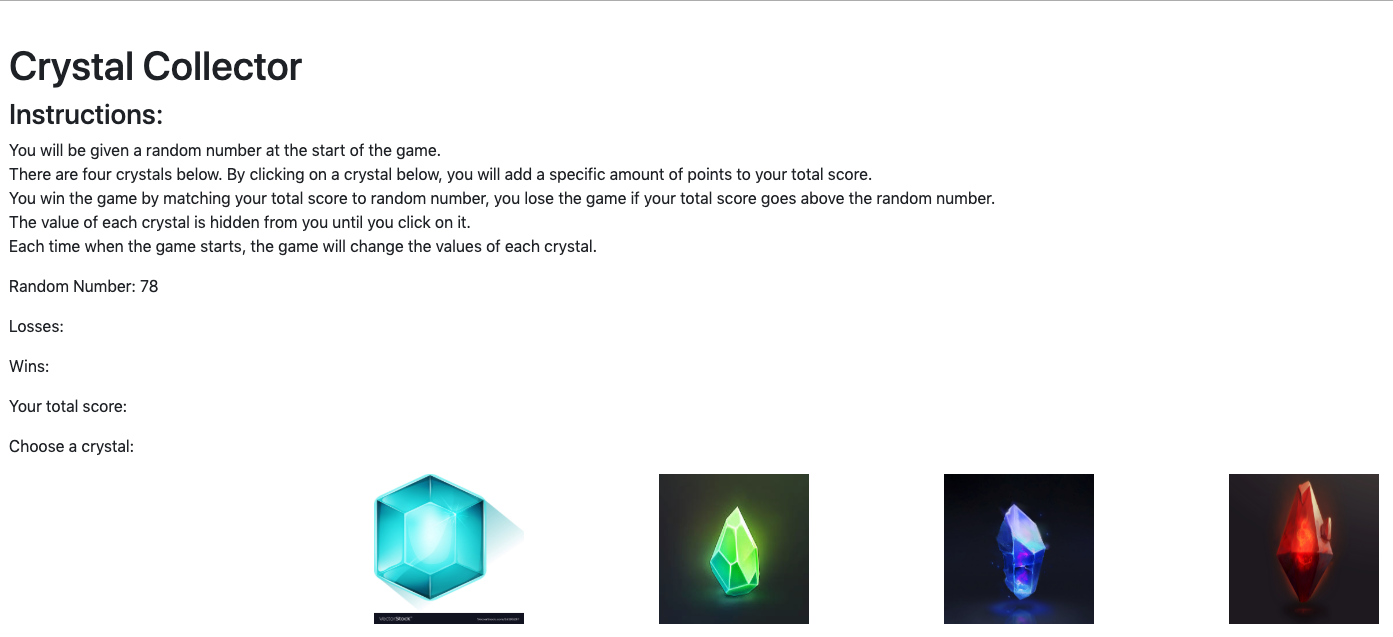 Crystal Collector
Instructions:
You will be given a random number at the start of the game.
There are four crystals below. By clicking on a crystal below, you will add a specific amount of points to your total score.
You win the game by matching your total score to random number, you lose the game if your total score goes above the random number.
The value of each crystal is hidden from you until you click on it.
Each time when the game starts, the game will change the values of each crystal.
Random Number: 78
Losses:
Wins:
Your total score:
Choose a crystal:
VectorStock